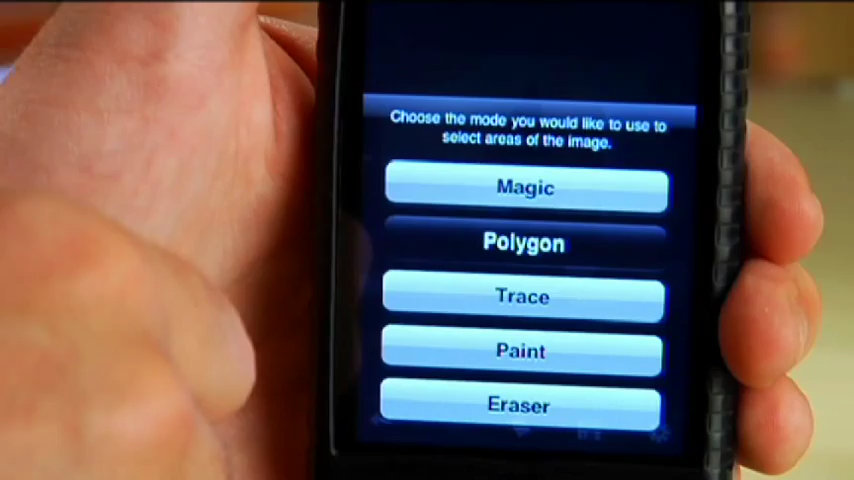 Choose the mode you would like to use to
select areas of the image.
Magic
Polygon
Trace
Paint
Eraser